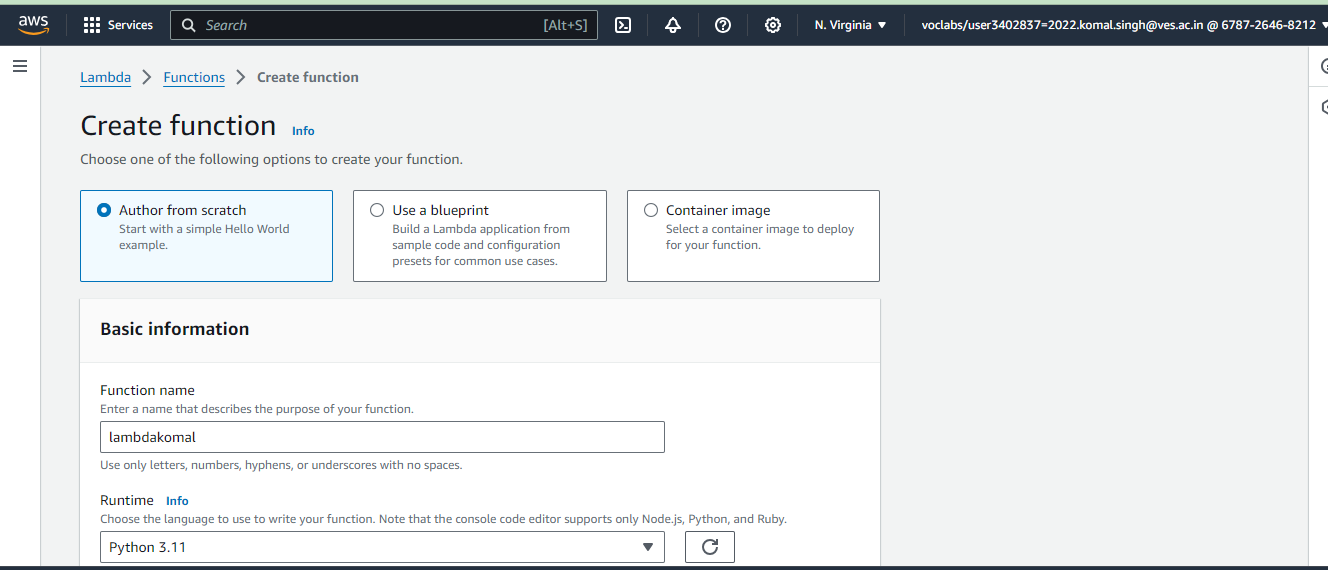 aws Services Search [Alt+S] N. Virginia voclabs/user3402837=2022.komal.singh@ves.ac.in @ 6787-2646-8212
Lambda Functions Create function
Create function Info
Choose one of the following options to create your function.
Author from scratch
Start with a simple Hello World
example.
Use a blueprint
Build a Lambda application from
sample code and configuration
presets for common use cases.
Container image
Select a container image to deploy
for your function.
Basic information
Function name
Enter a name that describes the purpose of your function.
lambdakomal
Use only letters, numbers, hyphens, or underscores with no spaces.
Runtime Info
Choose the language to use to write your function. Note that the console code editor supports only Node.js, Python, and Ruby.
Python 3.11